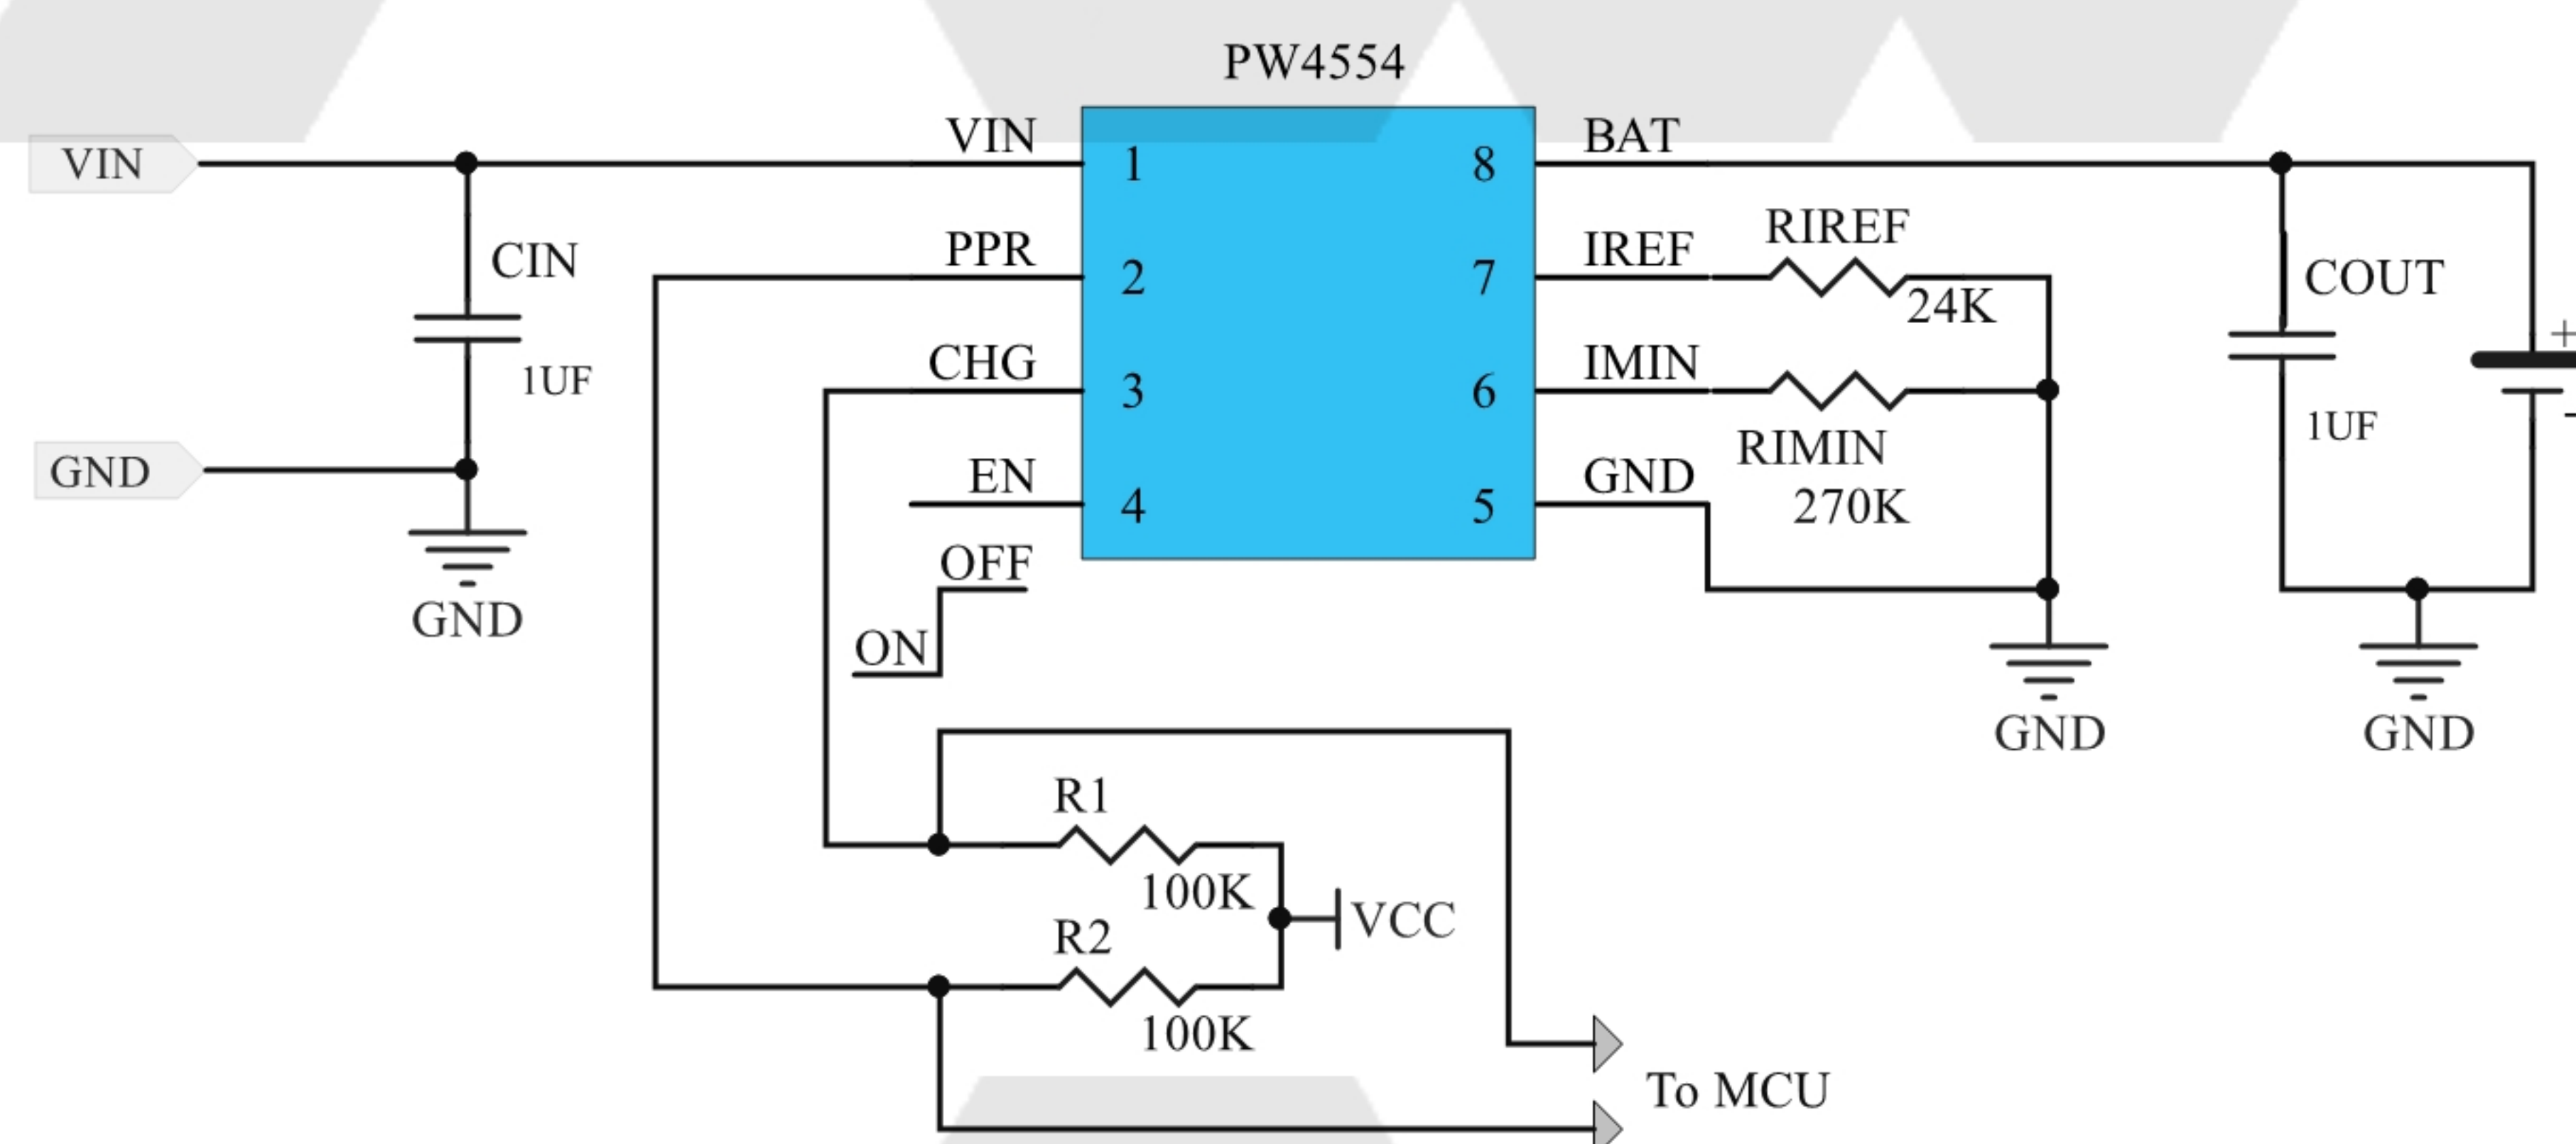 PW4554
VIN
VIN
1
8
BAT
PPR
2
7
IREF
RIREF
24K
CIN
1UF
CHG
3
6
IMIN
RIMIN
270K
COUT
1UF
+
-
GND
EN
4
5
GND
OFF
ON
GND
GND
GND
R1
100K
VCC
R2
100K
To MCU